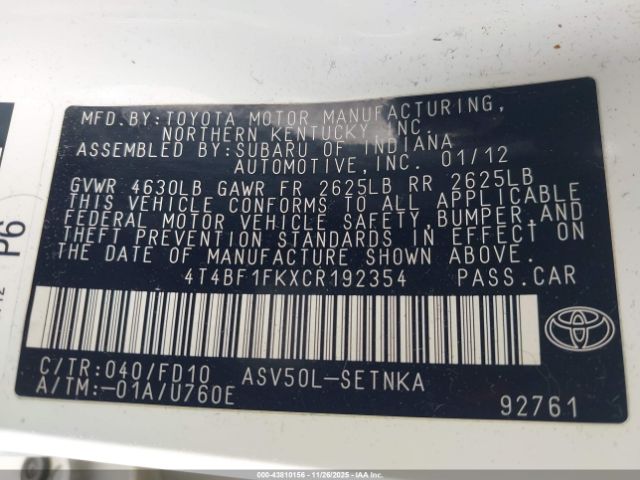 MFD.BY:TOYOTA MOTOR MANUFACTURING,
NORTHERN KENTUCKY,INC.
ASSEMBLED BY:SUBARU OF INDIANA
AUTOMOTIVE,INC. 01/12
GVWR 4630LB GAWR FR 2625LB RR 2625LB
THIS VEHICLE CONFORMS TO ALL APPLICABLE
FEDERAL MOTOR VEHICLE SAFETY,BUMPER,AND
THEFT PREVENTION STANDARDS IN EFFECT ON
THE DATE OF MANUFACTURE SHOWN ABOVE.
4T4BF1FKXCR192354 PASS.CAR
C/TR:040/FD10 ASV50L-SETNKA
A/TM:-01A/U760E 92761
P6
12
000-43810156 - 11/26/2025 - IAAI.COM